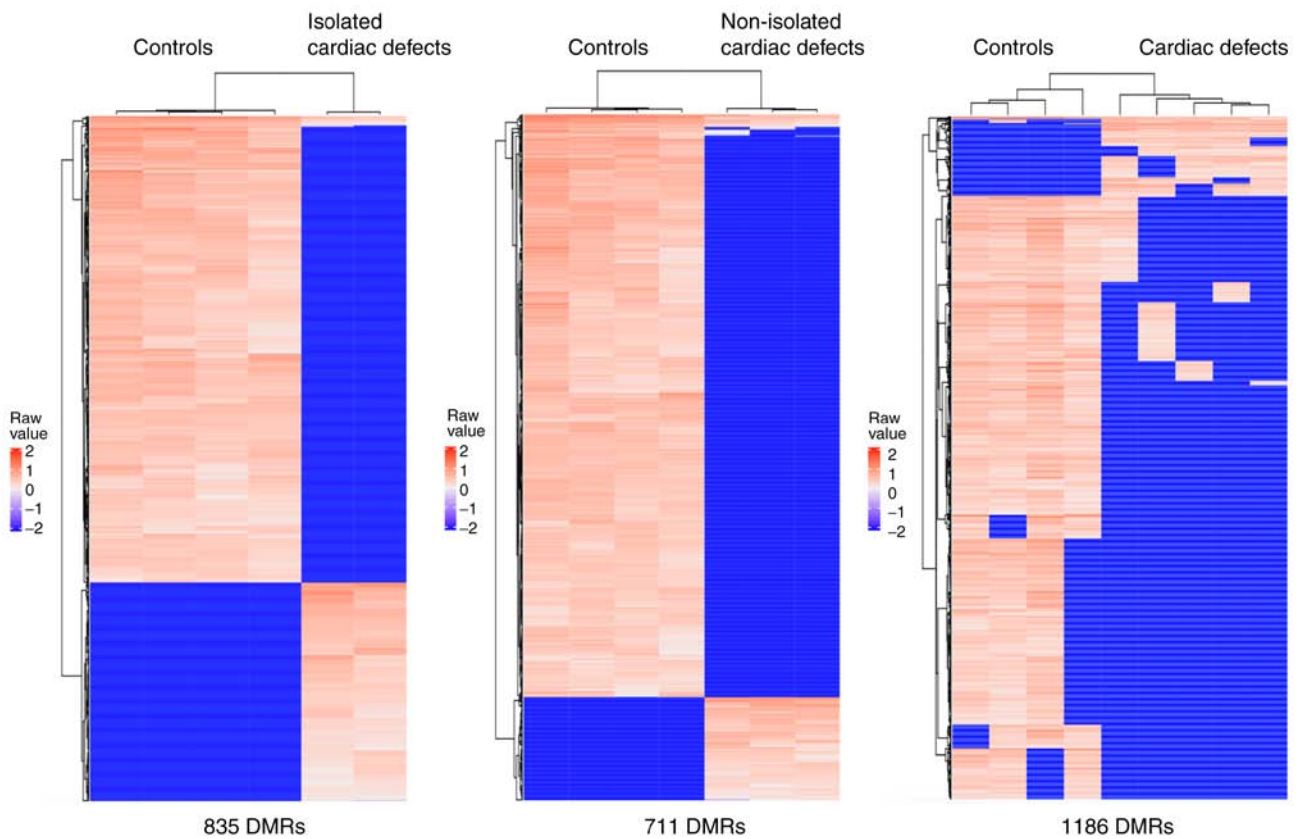 Controls
Isolated
cardiac defects
Raw
value
2
1
0
−1
−2
835 DMRs
Controls
Non-isolated
cardiac defects
Raw
value
2
1
0
−1
−2
711 DMRs
Controls
Cardiac defects
Raw
value
2
1
0
−1
−2
1186 DMRs